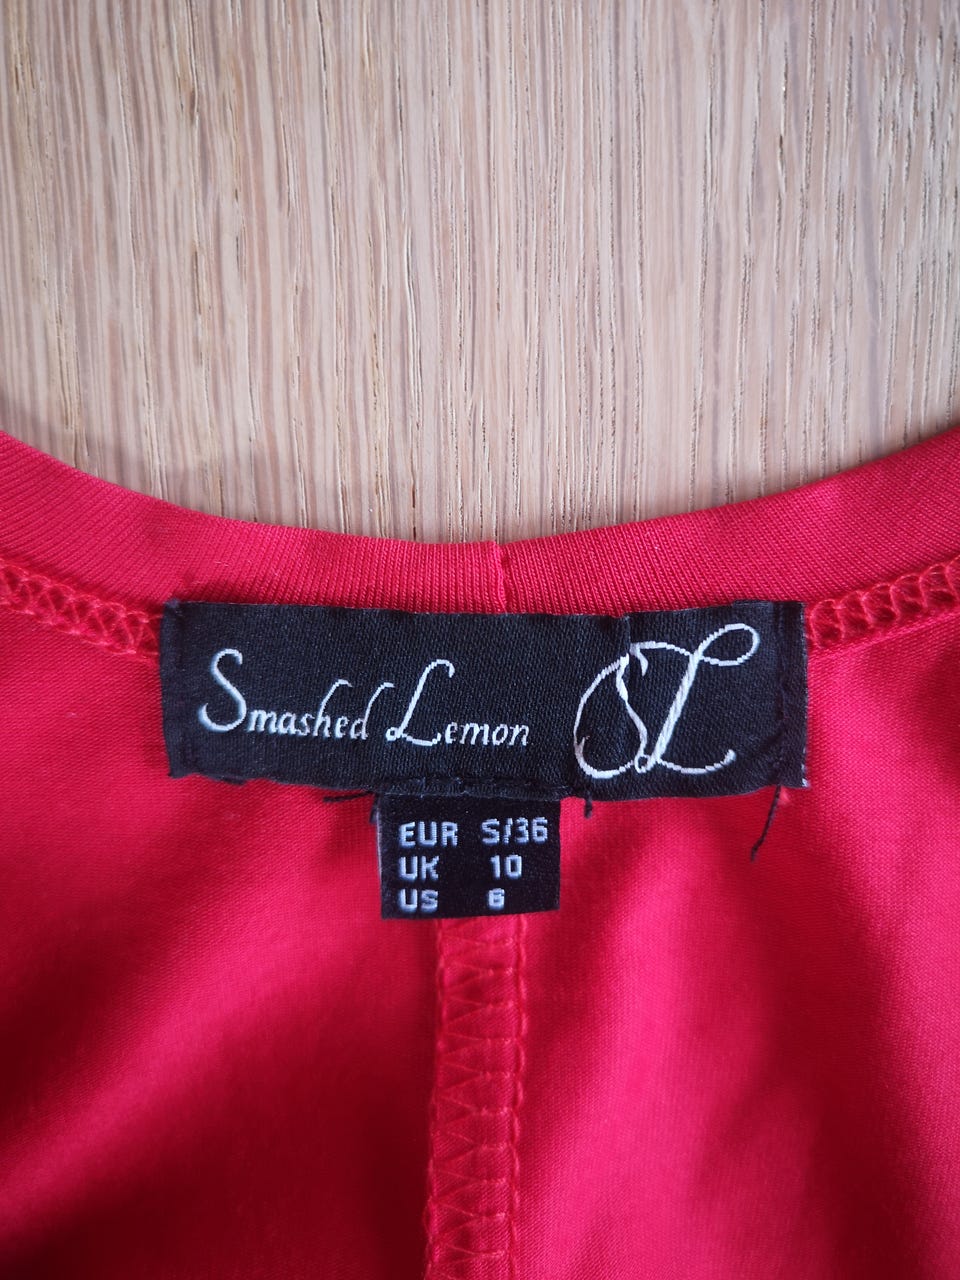 Smashed Lemon SL
EUR S/36
UK 10
US 6